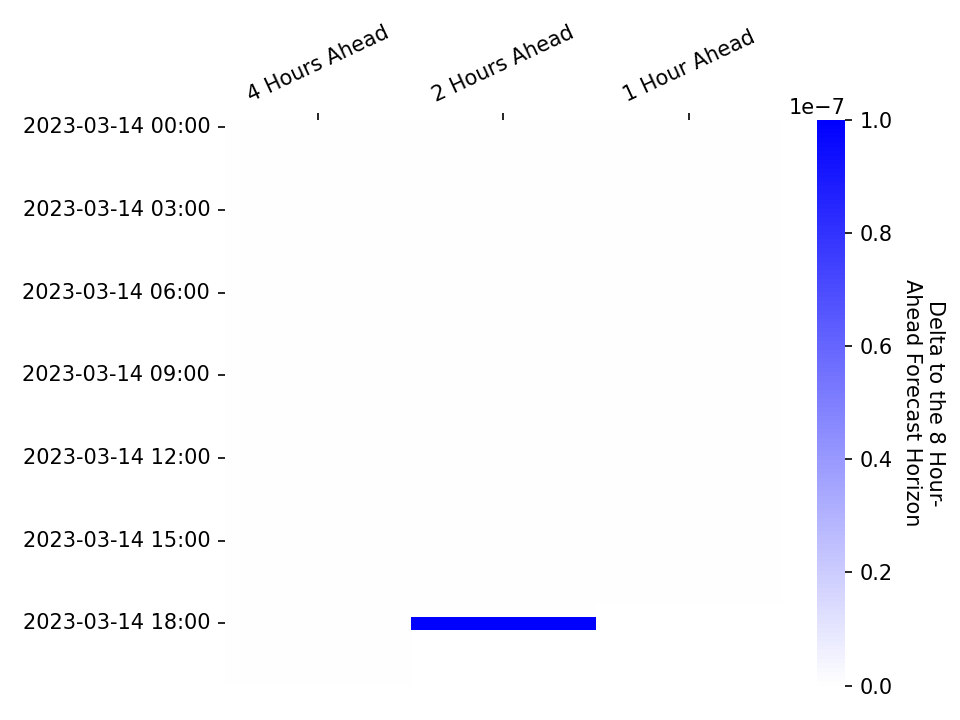 4 Hours Ahead
2 Hours Ahead
1 Hour Ahead
2023-03-14 00:00
2023-03-14 03:00
2023-03-14 06:00
2023-03-14 09:00
2023-03-14 12:00
2023-03-14 15:00
2023-03-14 18:00
1e−7
1.0
0.8
0.6
0.4
0.2
0.0
Delta to the 8 Hour-
Ahead Forecast Horizon